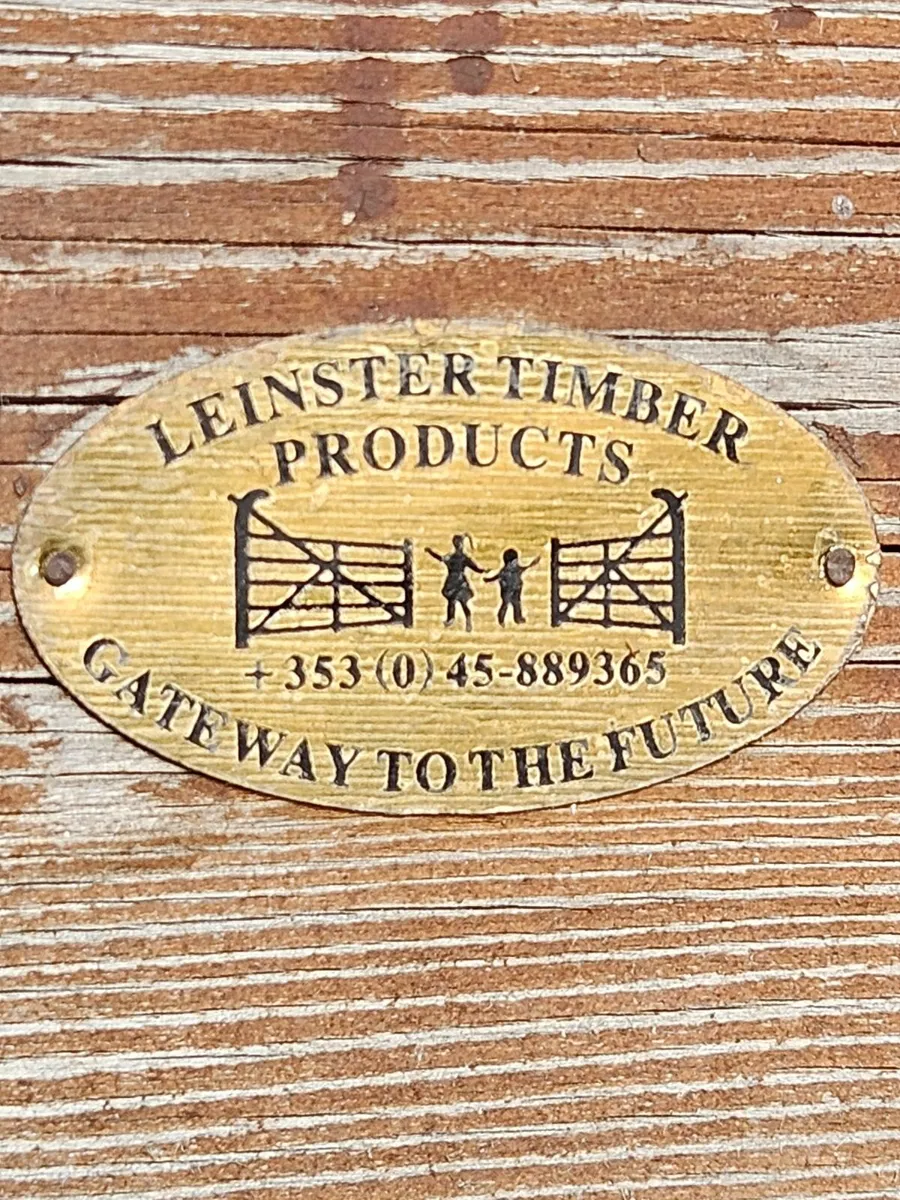 LEINSTER TIMBER
PRODUCTS
+353 (0) 45-889365
GATEWAY TO THE FUTURE